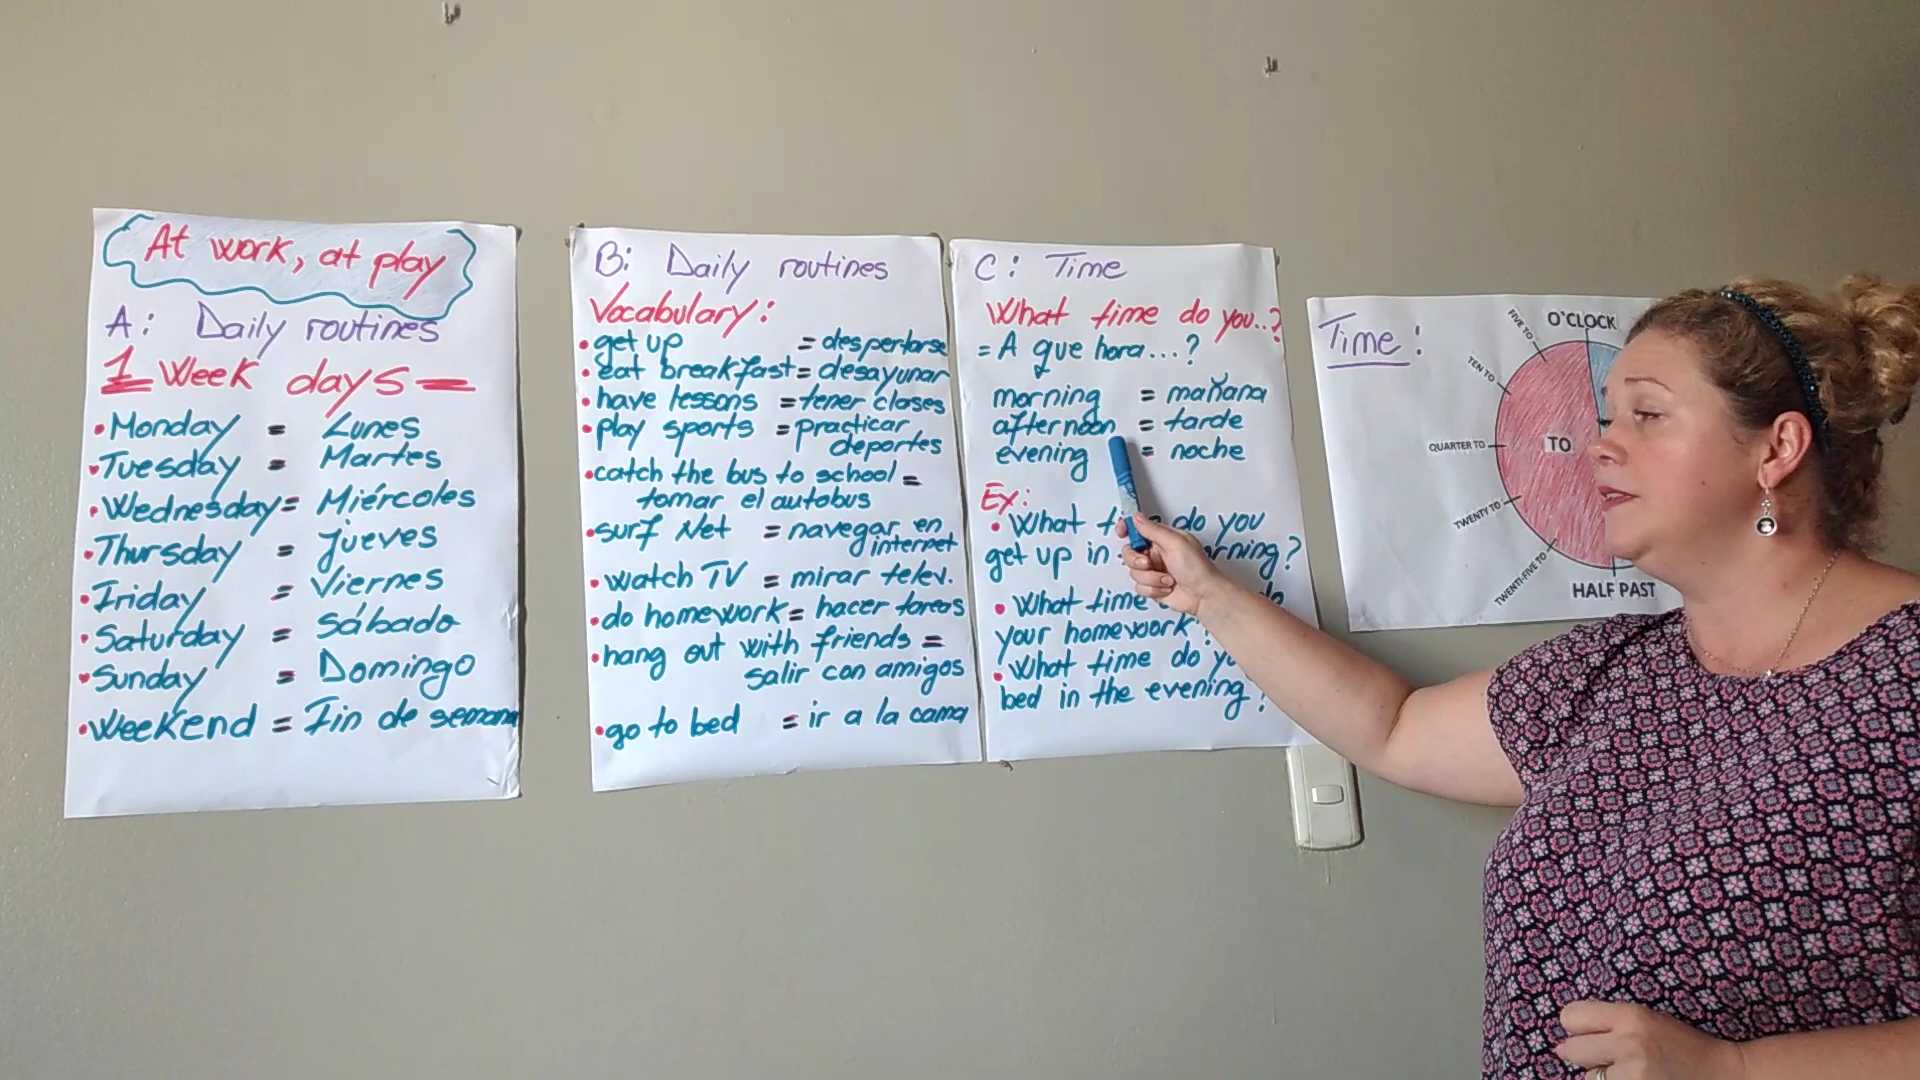 At work, at play
A: Daily routines
1 Week days
• Monday = Lunes
• Tuesday = Martes
• Wednesday = Miércoles
• Thursday = jueves
• Friday = Viernes
• Saturday = Sábado
• Sunday = Domingo
• Weekend = Fin de semana
B: Daily routines
Vocabulary:
• get up = despertarse
• eat breakfast = desayunar
• have lessons = tener clases
• play sports = practicar
deportes
• catch the bus to school =
tomar el autobus
• surf Net = navegar en
internet
• watch TV = mirar telev.
• do homework = hacer tareas
• hang out with friends =
salir con amigos
• go to bed = ir a la cama
C: Time
What time do you..?
= A que hora...?
morning = mañana
afternoon = tarde
evening = noche
Ex:
• What do you
get up in ?
• What time
your homework
• What time do
bed in the evening ?
Time:
O'CLOCK
FIVE TO
TEN TO
QUARTER TO
TO
TWENTY TO
TWENTI-FIVE TO
HALF PAST